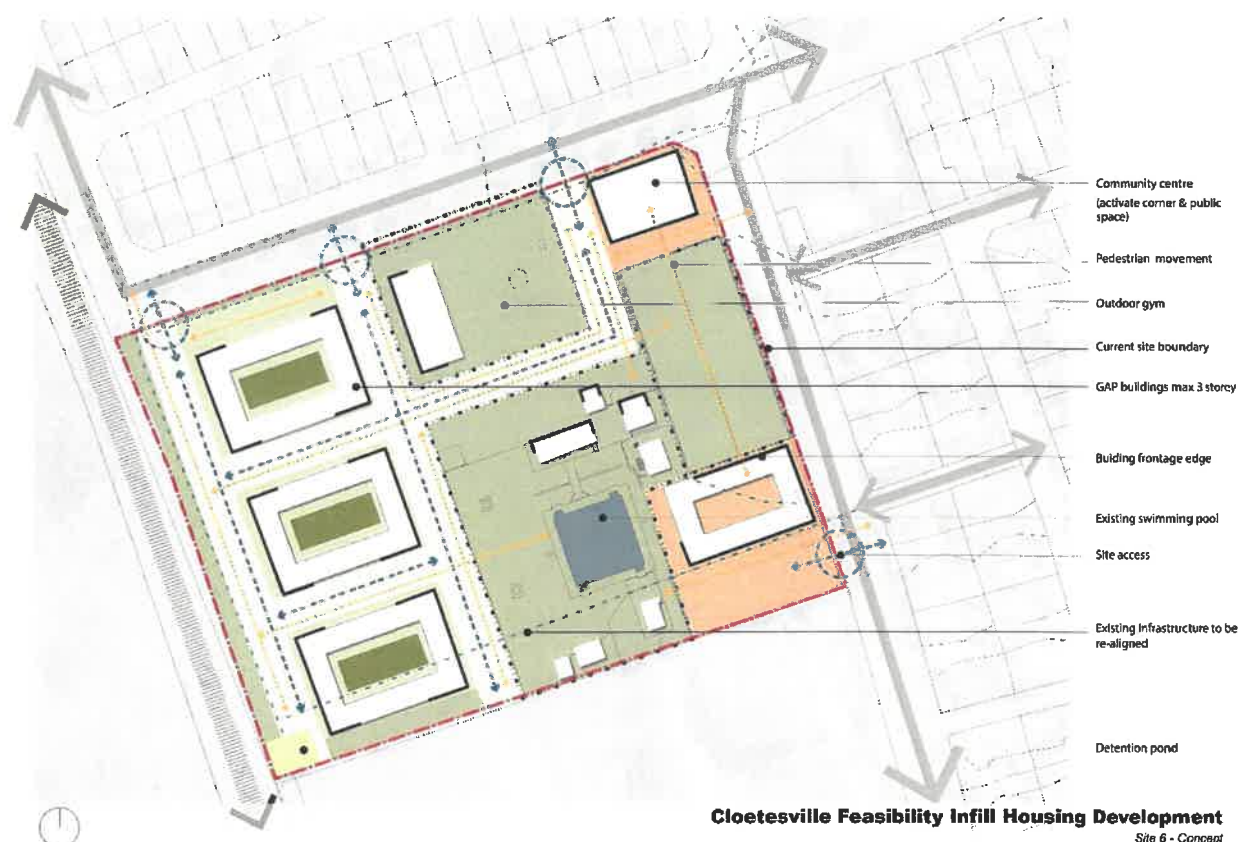 Community centre
(activate corner & public
space)
Pedestrian movement
Outdoor gym
Current site boundary
GAP buildings max 3 storey
Buiding frontage edge
Existing swimming pool
Site access
Existing infrastructure to be
re-aligned
Detention pond
Cloetesville Feasibility Infill Housing Development
Site 6 - Concept